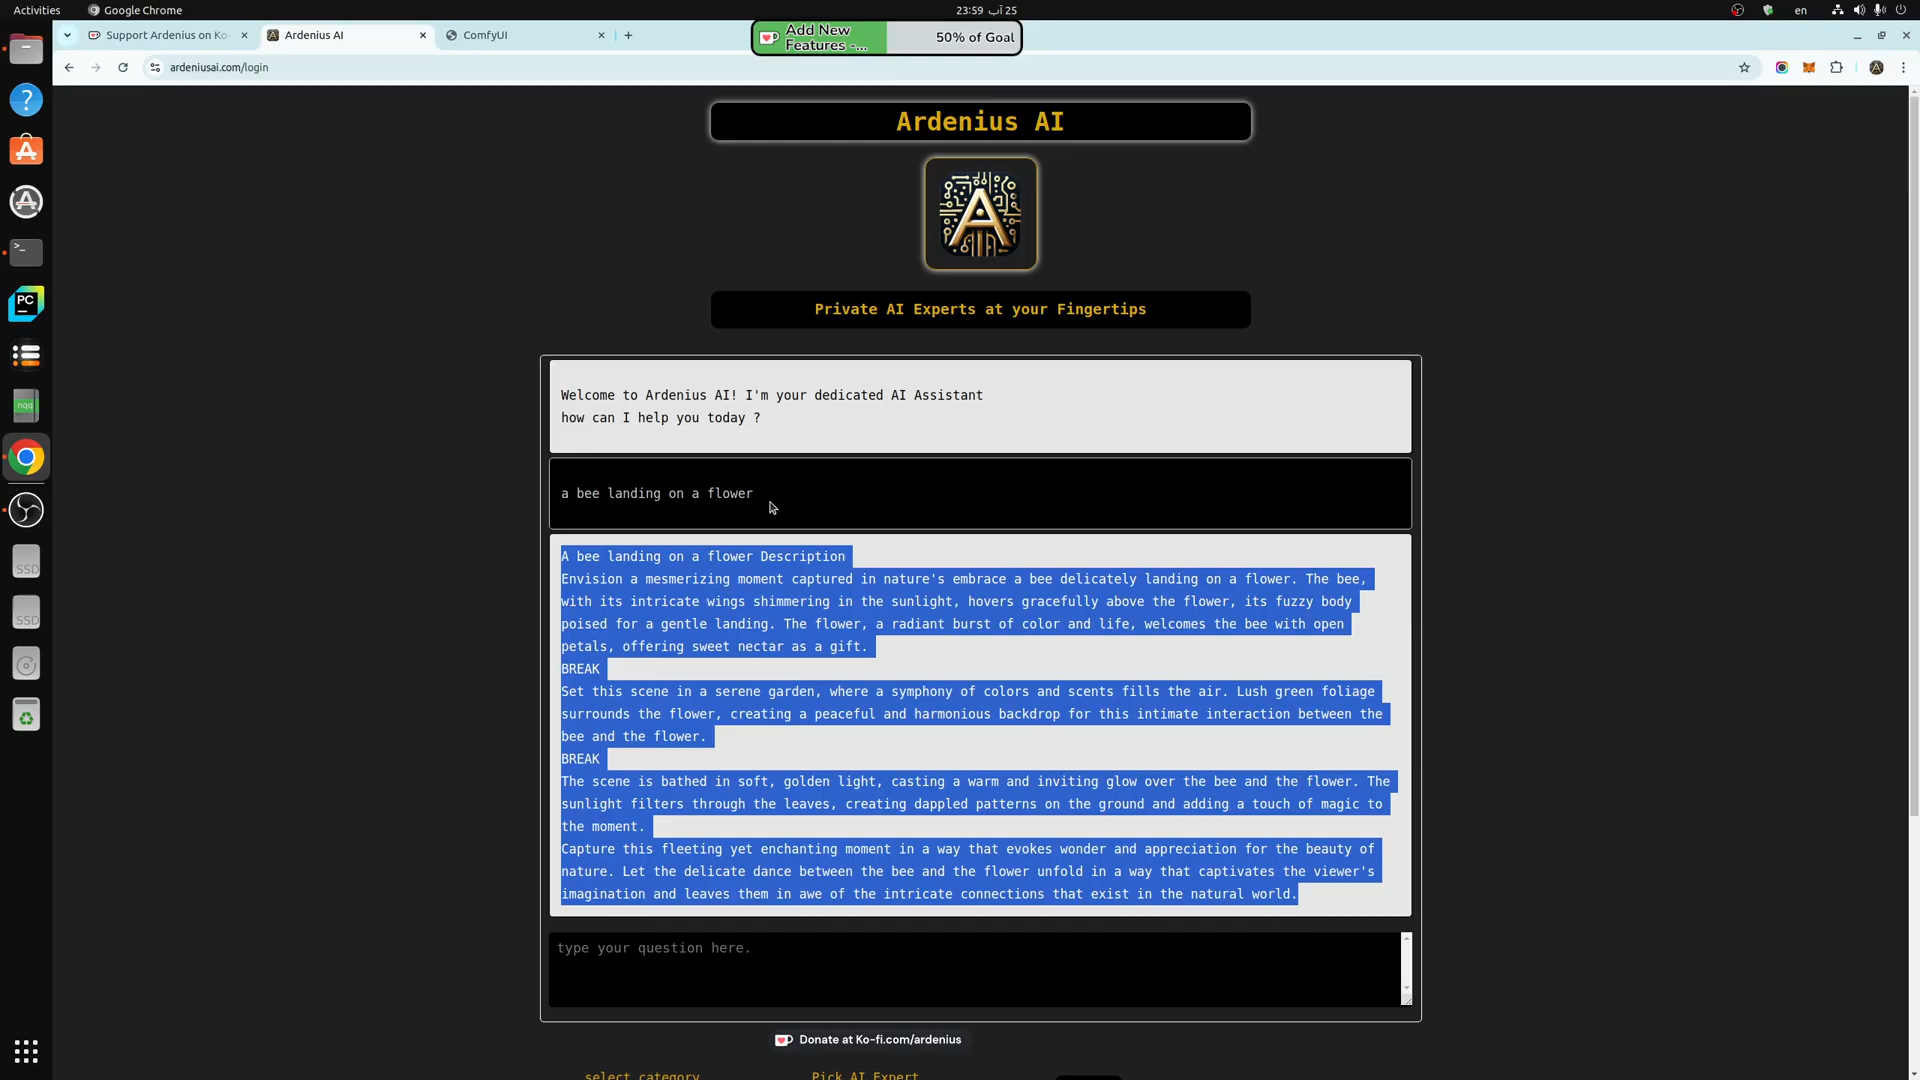 Activities
Google Chrome
25 آب 23:59
en
Support Ardenius on Ko-
Ardenius AI
ComfyUI
Add New
Features -...
50% of Goal
ardeniusai.com/login
Ardenius AI
A
Private AI Experts at your Fingertips
Welcome to Ardenius AI! I'm your dedicated AI Assistant
how can I help you today ?
a bee landing on a flower
A bee landing on a flower Description
Envision a mesmerizing moment captured in nature's embrace a bee delicately landing on a flower. The bee,
with its intricate wings shimmering in the sunlight, hovers gracefully above the flower, its fuzzy body
poised for a gentle landing. The flower, a radiant burst of color and life, welcomes the bee with open
petals, offering sweet nectar as a gift.
BREAK
Set this scene in a serene garden, where a symphony of colors and scents fills the air. Lush green foliage
surrounds the flower, creating a peaceful and harmonious backdrop for this intimate interaction between the
bee and the flower.
BREAK
The scene is bathed in soft, golden light, casting a warm and inviting glow over the bee and the flower. The
sunlight filters through the leaves, creating dappled patterns on the ground and adding a touch of magic to
the moment.
Capture this fleeting yet enchanting moment in a way that evokes wonder and appreciation for the beauty of
nature. Let the delicate dance between the bee and the flower unfold in a way that captivates the viewer's
imagination and leaves them in awe of the intricate connections that exist in the natural world.
type your question here.
Donate at Ko-fi.com/ardenius
select category
Pick AI Expert
PC
nqq
SSD
SSD